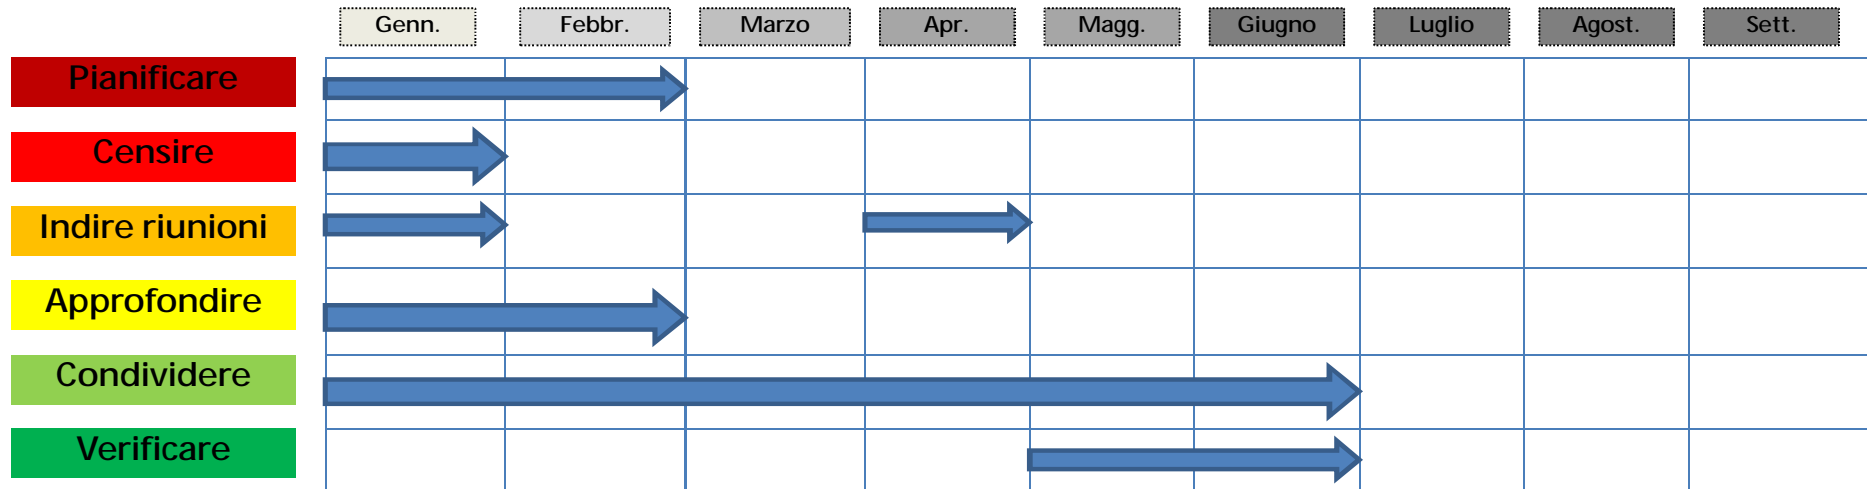 Genn. Febbr. Marzo Apr. Magg. Giugno Luglio Agost. Sett.
Pianificare
Censire
Indire riunioni
Approfondire
Condividere
Verificare